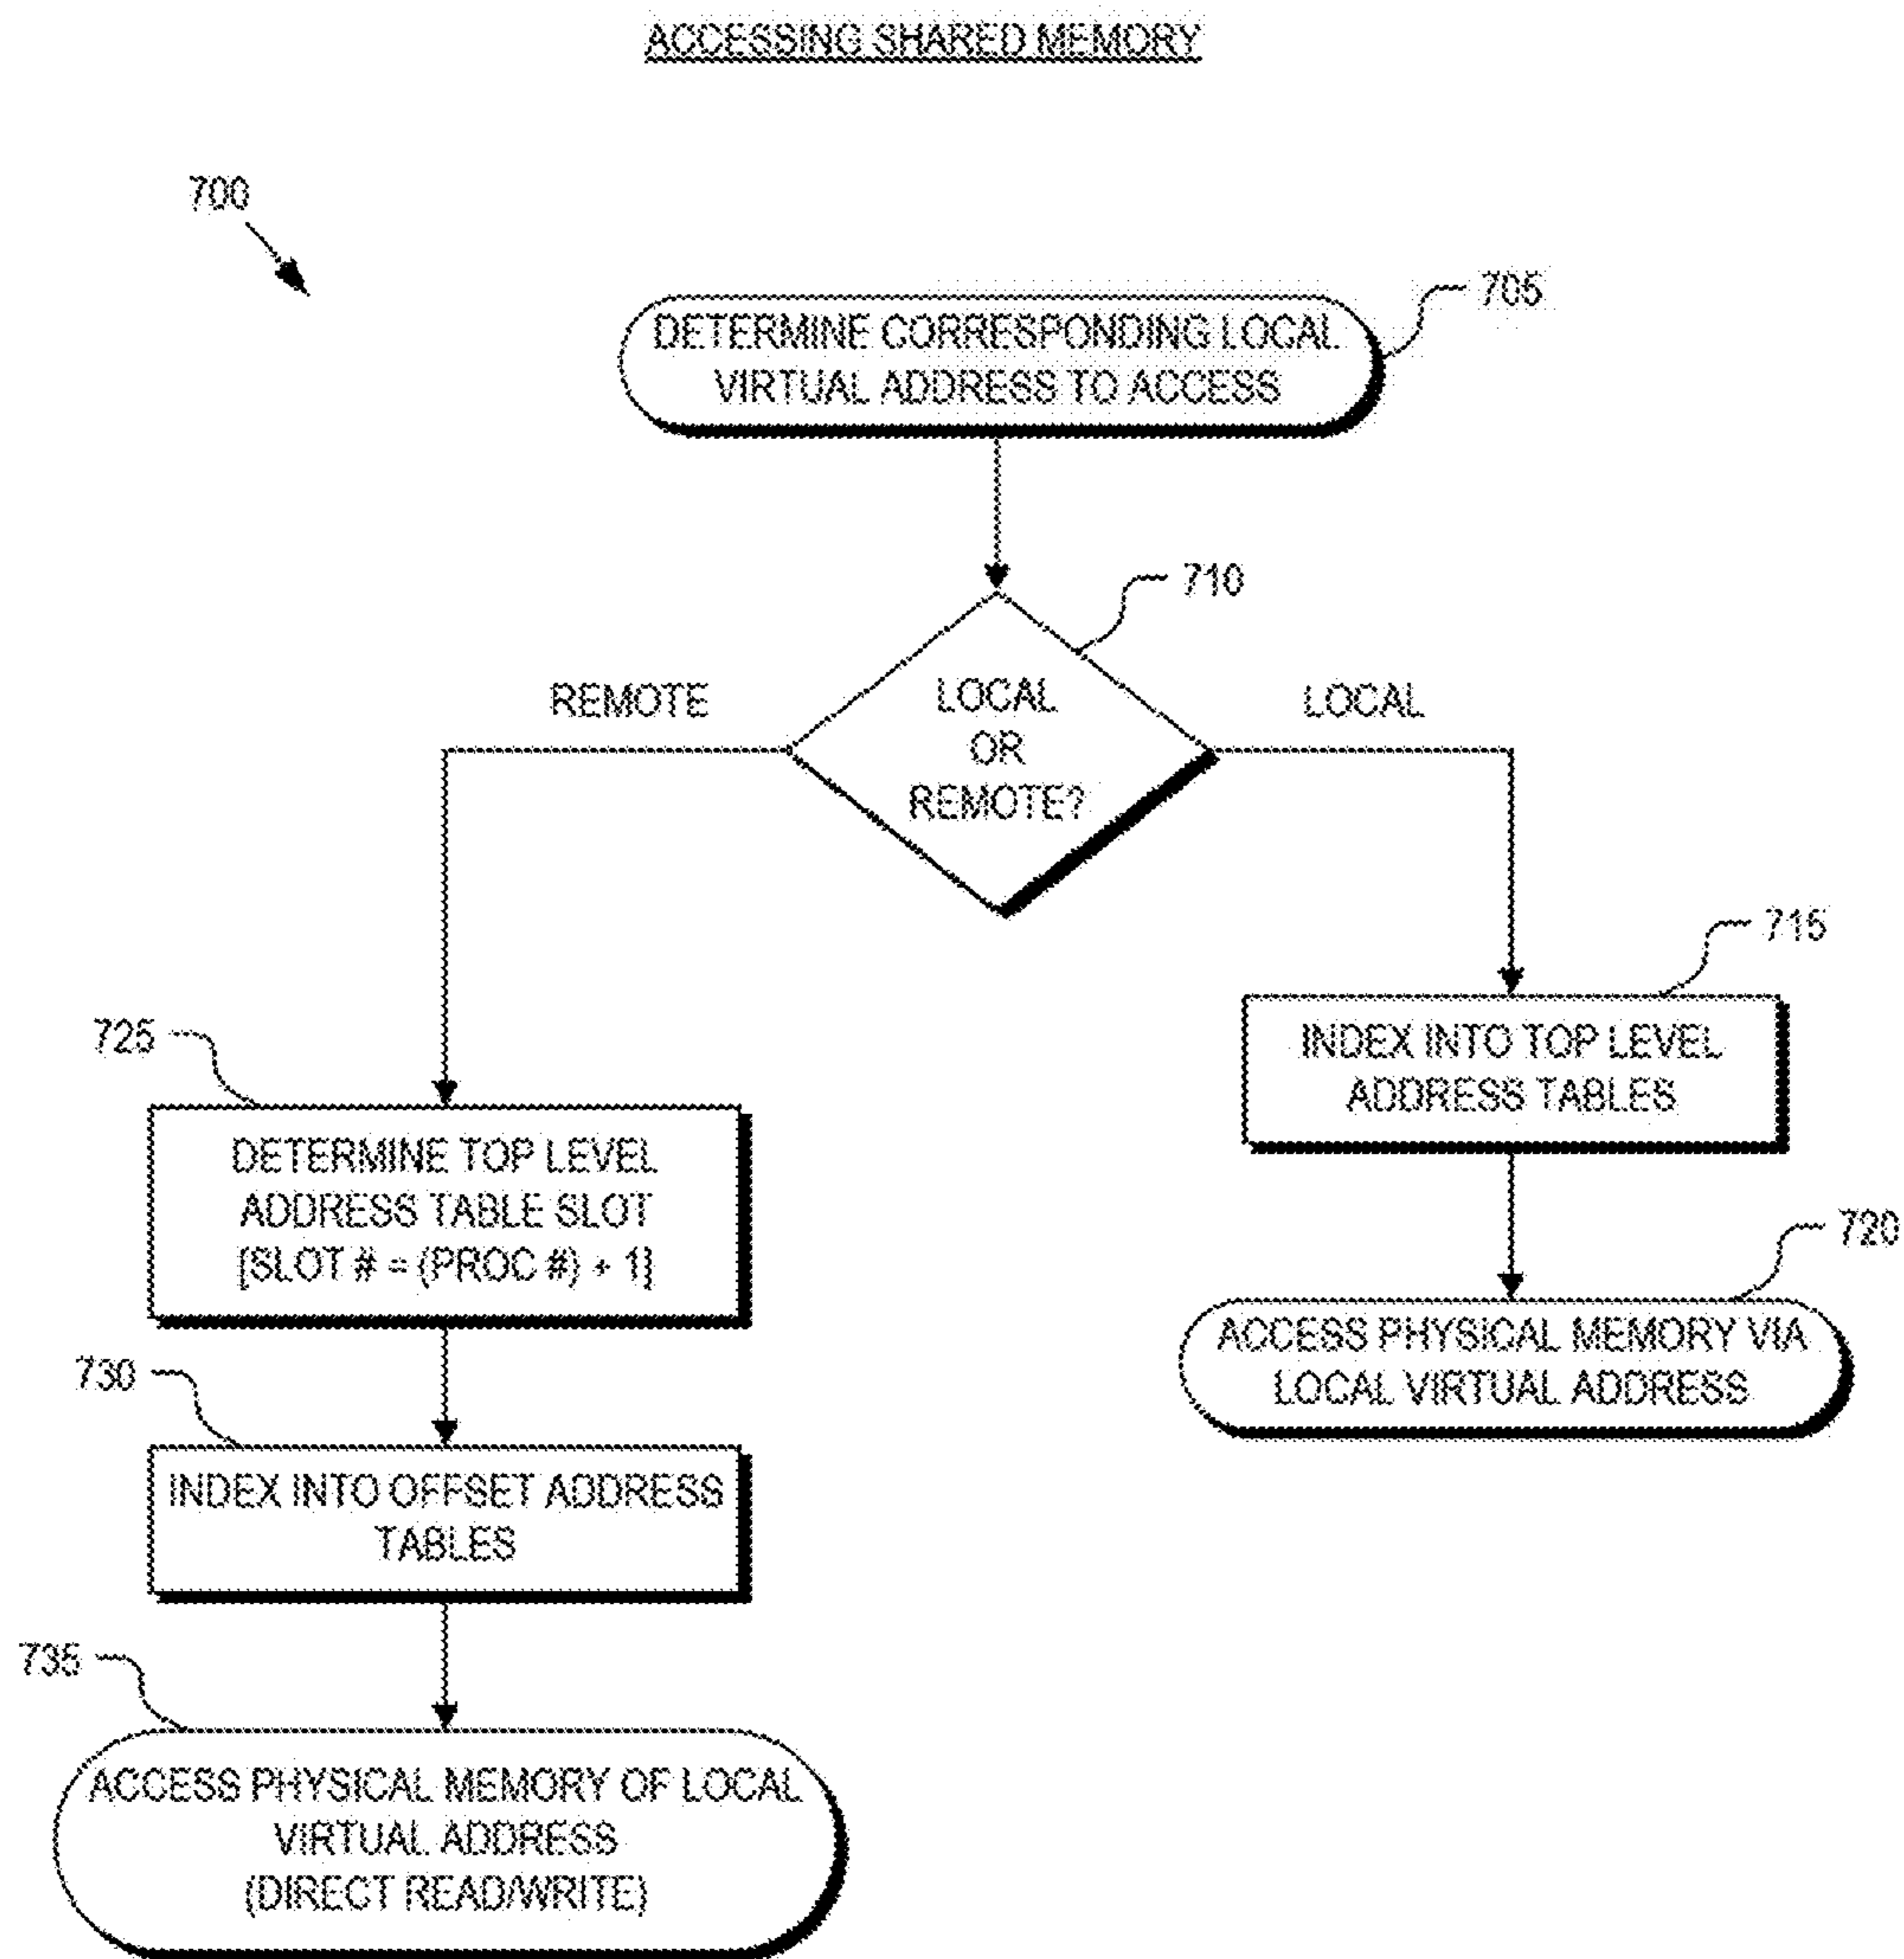 ACCESSING SHARED MEMORY
700
705
DETERMINE CORRESPONDING LOCAL
VIRTUAL ADDRESS TO ACCESS
710
REMOTE
LOCAL
OR
REMOTE?
LOCAL
715
INDEX INTO TOP LEVEL
ADDRESS TABLES
725
DETERMINE TOP LEVEL
ADDRESS TABLE SLOT
[SLOT # = (PROC #) + 1]
720
ACCESS PHYSICAL MEMORY VIA
LOCAL VIRTUAL ADDRESS
730
INDEX INTO OFFSET ADDRESS
TABLES
735
ACCESS PHYSICAL MEMORY OF LOCAL
VIRTUAL ADDRESS
(DIRECT READ/WRITE)